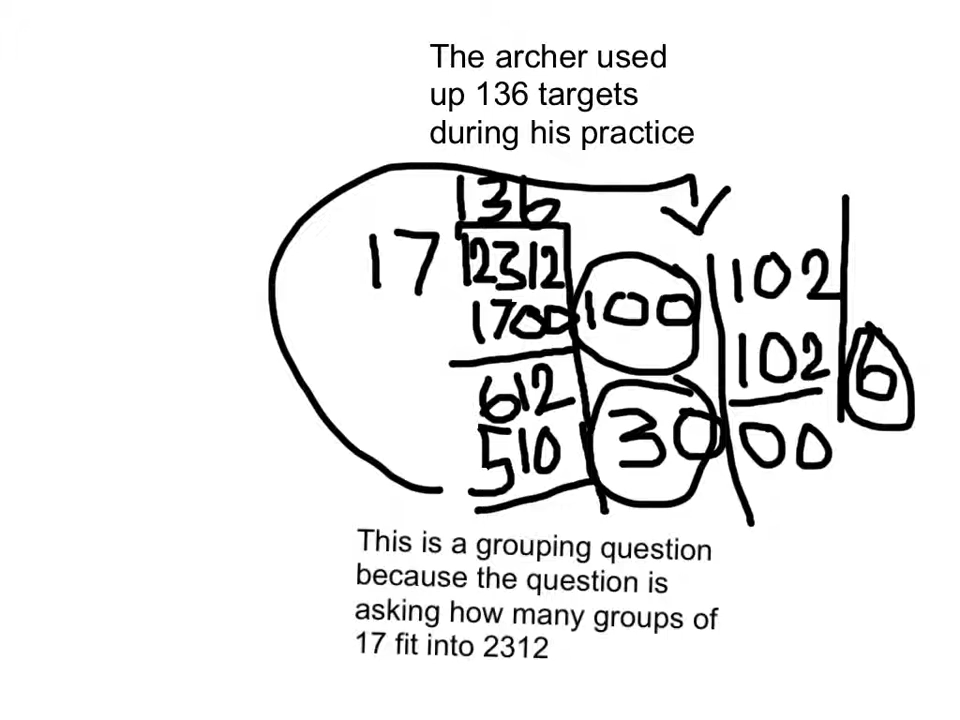 The archer used
up 136 targets
during his practice
136
17 2312 100 102
1700
102 6
612
510 30 00
This is a grouping question
because the question is
asking how many groups of
17 fit into 2312